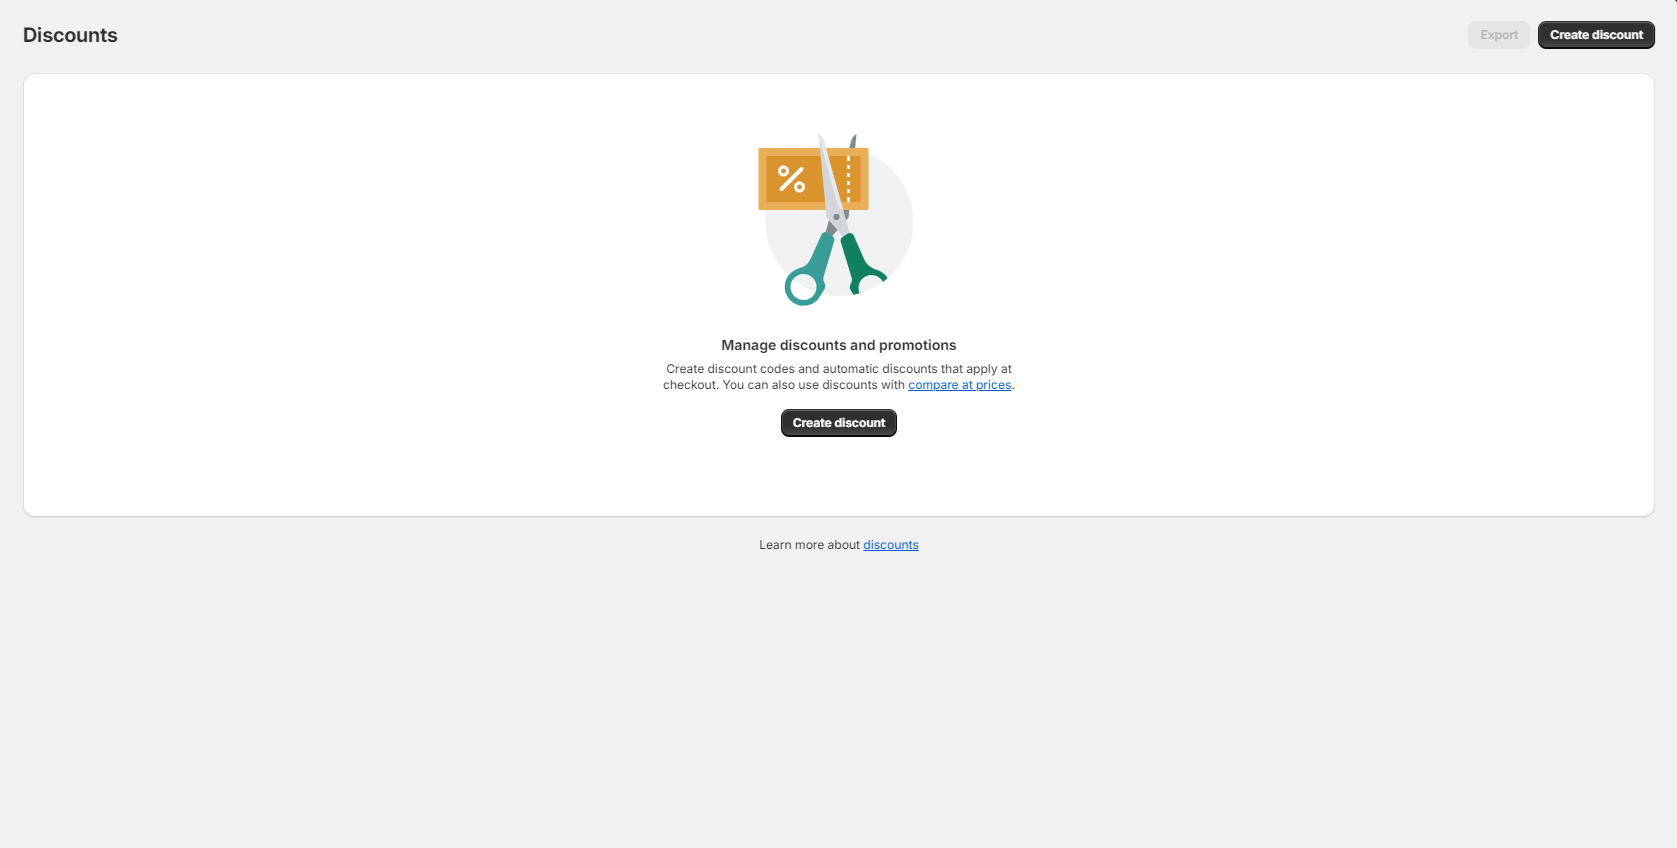 Discounts
Export
Create discount
%
Manage discounts and promotions
Create discount codes and automatic discounts that apply at
checkout. You can also use discounts with compare at prices.
Create discount
Learn more about discounts